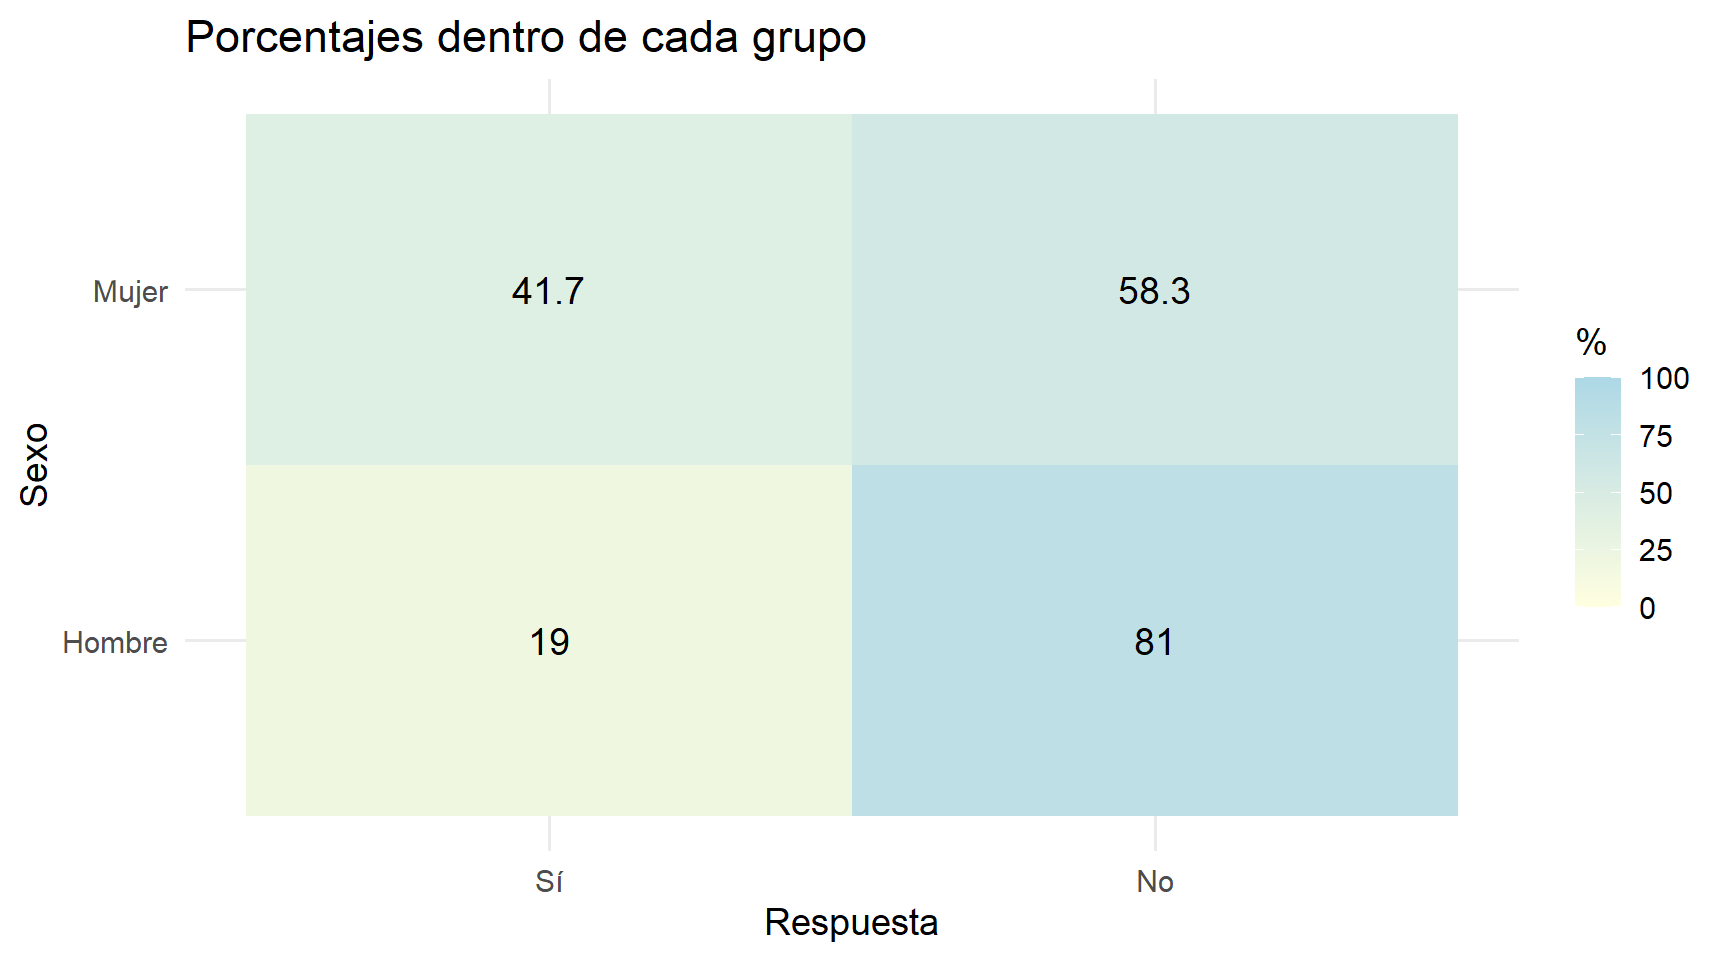 Porcentajes dentro de cada grupo
Mujer
41.7
58.3
Hombre
19
81
Sexo
Sí
No
Respuesta
%
100
75
50
25
0